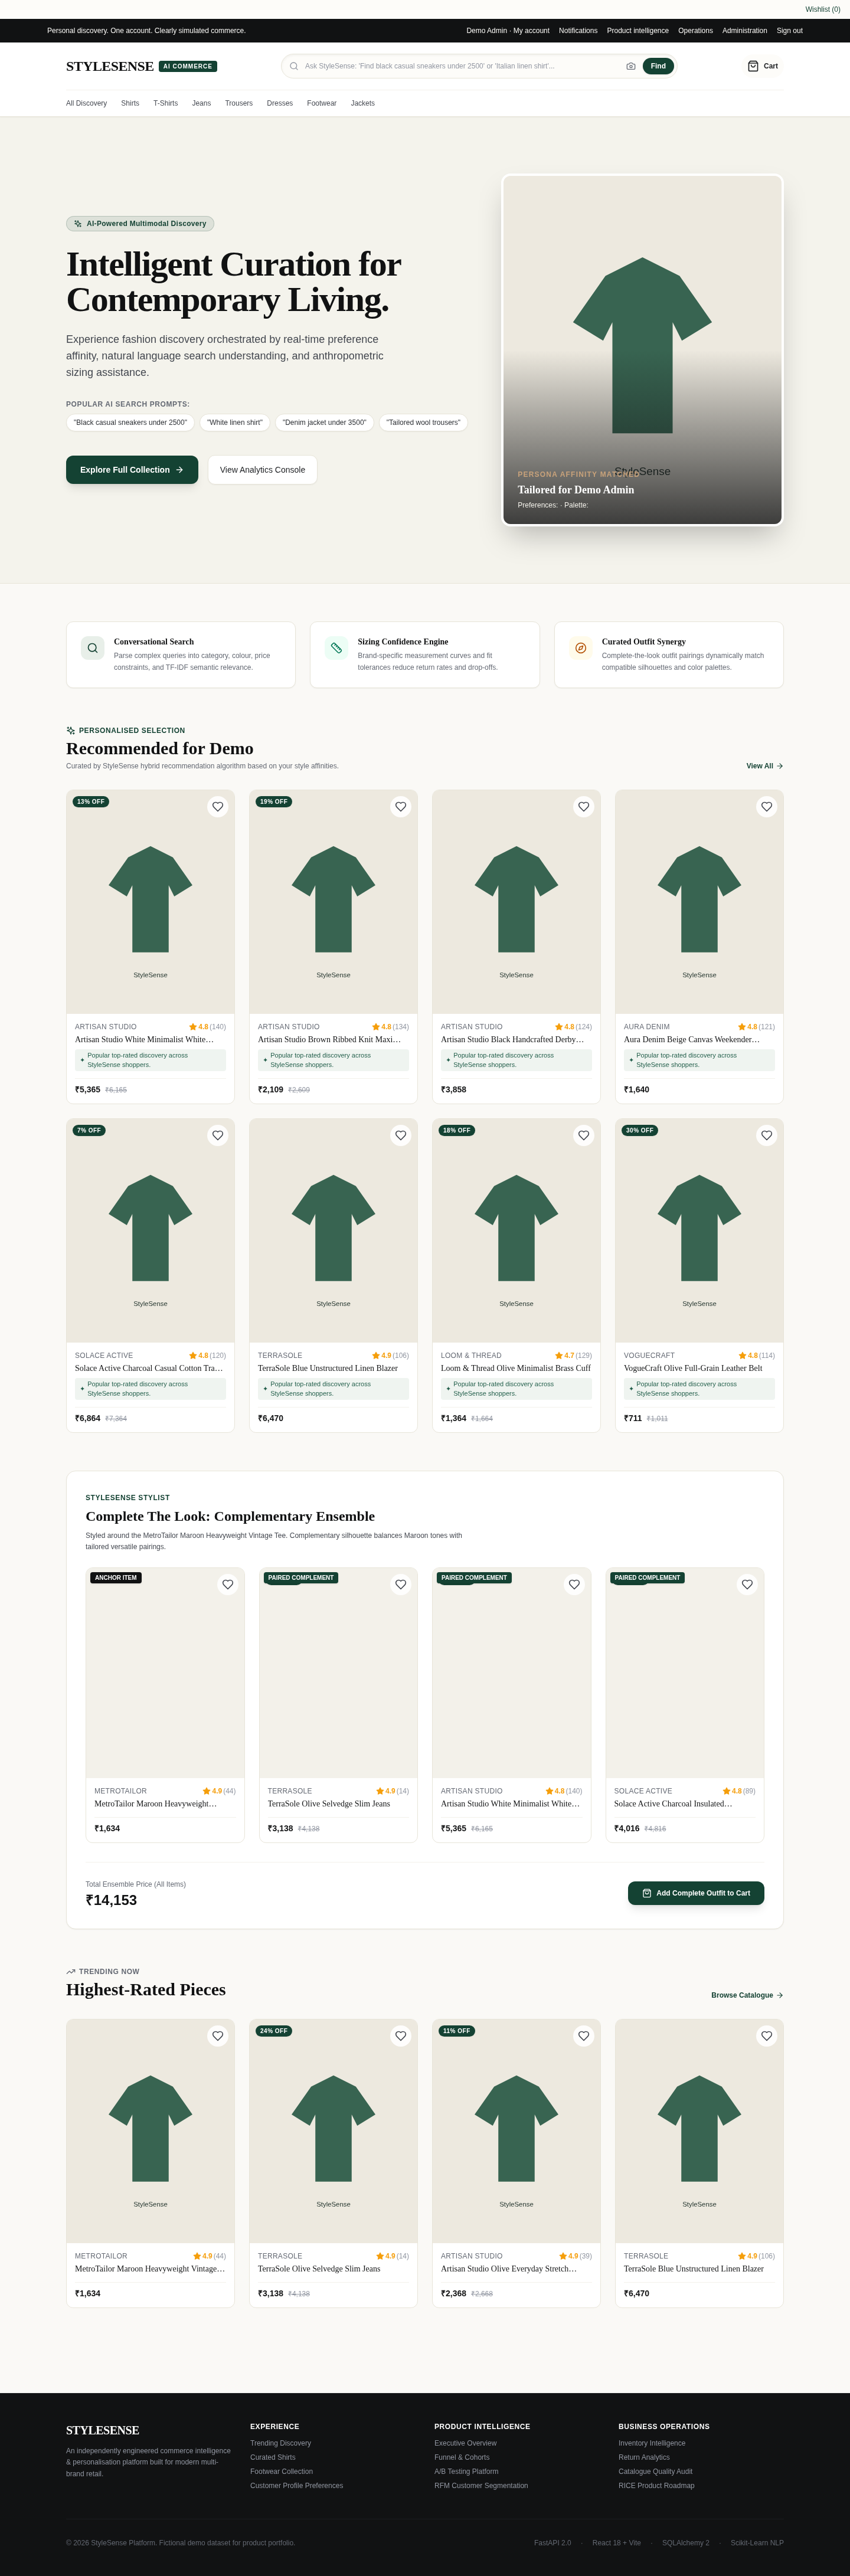 Wishlist (0)
Personal discovery. One account. Clearly simulated commerce.
Demo Admin · My account Notifications Product intelligence Operations Administration Sign out
STYLESENSE AI COMMERCE
Ask StyleSense: 'Find black casual sneakers under 2500' or 'Italian linen shirt'...
Find
Cart
All Discovery Shirts T-Shirts Jeans Trousers Dresses Footwear Jackets
AI-Powered Multimodal Discovery
Intelligent Curation for
Contemporary Living.
Experience fashion discovery orchestrated by real-time preference
affinity, natural language search understanding, and anthropometric
sizing assistance.
POPULAR AI SEARCH PROMPTS:
"Black casual sneakers under 2500" "White linen shirt" "Denim jacket under 3500" "Tailored wool trousers"
Explore Full Collection View Analytics Console
StyleSense
PERSONA AFFINITY MATCHED
Tailored for Demo Admin
Preferences: · Palette:
Conversational Search
Parse complex queries into category, colour, price
constraints, and TF-IDF semantic relevance.
Sizing Confidence Engine
Brand-specific measurement curves and fit
tolerances reduce return rates and drop-offs.
Curated Outfit Synergy
Complete-the-look outfit pairings dynamically match
compatible silhouettes and color palettes.
PERSONALISED SELECTION
Recommended for Demo
Curated by StyleSense hybrid recommendation algorithm based on your style affinities.
View All
13% OFF
StyleSense
ARTISAN STUDIO 4.8 (140)
Artisan Studio White Minimalist White…
Popular top-rated discovery across
StyleSense shoppers.
₹5,365 ₹6,165
19% OFF
StyleSense
ARTISAN STUDIO 4.8 (134)
Artisan Studio Brown Ribbed Knit Maxi…
Popular top-rated discovery across
StyleSense shoppers.
₹2,109 ₹2,609
StyleSense
ARTISAN STUDIO 4.8 (124)
Artisan Studio Black Handcrafted Derby…
Popular top-rated discovery across
StyleSense shoppers.
₹3,858
StyleSense
AURA DENIM 4.8 (121)
Aura Denim Beige Canvas Weekender…
Popular top-rated discovery across
StyleSense shoppers.
₹1,640
7% OFF
StyleSense
SOLACE ACTIVE 4.8 (120)
Solace Active Charcoal Casual Cotton Tra…
Popular top-rated discovery across
StyleSense shoppers.
₹6,864 ₹7,364
StyleSense
TERRASOLE 4.9 (106)
TerraSole Blue Unstructured Linen Blazer
Popular top-rated discovery across
StyleSense shoppers.
₹6,470
18% OFF
StyleSense
LOOM & THREAD 4.7 (129)
Loom & Thread Olive Minimalist Brass Cuff
Popular top-rated discovery across
StyleSense shoppers.
₹1,364 ₹1,664
30% OFF
StyleSense
VOGUECRAFT 4.8 (114)
VogueCraft Olive Full-Grain Leather Belt
Popular top-rated discovery across
StyleSense shoppers.
₹711 ₹1,011
STYLESENSE STYLIST
Complete The Look: Complementary Ensemble
Styled around the MetroTailor Maroon Heavyweight Vintage Tee. Complementary silhouette balances Maroon tones with
tailored versatile pairings.
ANCHOR ITEM
METROTAILOR 4.9 (44)
MetroTailor Maroon Heavyweight…
₹1,634
PAIRED COMPLEMENT
TERRASOLE 4.9 (14)
TerraSole Olive Selvedge Slim Jeans
₹3,138 ₹4,138
PAIRED COMPLEMENT
ARTISAN STUDIO 4.8 (140)
Artisan Studio White Minimalist White…
₹5,365 ₹6,165
PAIRED COMPLEMENT
SOLACE ACTIVE 4.8 (89)
Solace Active Charcoal Insulated…
₹4,016 ₹4,816
Total Ensemble Price (All Items)
₹14,153
Add Complete Outfit to Cart
TRENDING NOW
Highest-Rated Pieces
Browse Catalogue
StyleSense
METROTAILOR 4.9 (44)
MetroTailor Maroon Heavyweight Vintage…
₹1,634
24% OFF
StyleSense
TERRASOLE 4.9 (14)
TerraSole Olive Selvedge Slim Jeans
₹3,138 ₹4,138
11% OFF
StyleSense
ARTISAN STUDIO 4.9 (39)
Artisan Studio Olive Everyday Stretch…
₹2,368 ₹2,668
StyleSense
TERRASOLE 4.9 (106)
TerraSole Blue Unstructured Linen Blazer
₹6,470
STYLESENSE
An independently engineered commerce intelligence
& personalisation platform built for modern multi-
brand retail.
EXPERIENCE
Trending Discovery
Curated Shirts
Footwear Collection
Customer Profile Preferences
PRODUCT INTELLIGENCE
Executive Overview
Funnel & Cohorts
A/B Testing Platform
RFM Customer Segmentation
BUSINESS OPERATIONS
Inventory Intelligence
Return Analytics
Catalogue Quality Audit
RICE Product Roadmap
© 2026 StyleSense Platform. Fictional demo dataset for product portfolio.
FastAPI 2.0 · React 18 + Vite · SQLAlchemy 2 · Scikit-Learn NLP